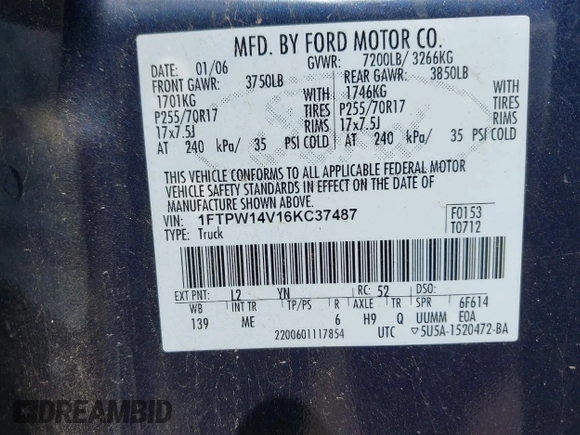 MFD. BY FORD MOTOR CO.
DATE: 01/06 GVWR: 7200LB/ 3266KG
FRONT GAWR: 3750LB REAR GAWR: 3850LB
1701KG WITH 1746KG WITH
P255/70R17 TIRES P255/70R17 TIRES
17x7.5J RIMS 17x7.5J RIMS
AT 240 kPa/ 35 PSI COLD AT 240 kPa/ 35 PSI COLD
THIS VEHICLE CONFORMS TO ALL APPLICABLE FEDERAL MOTOR
VEHICLE SAFETY STANDARDS IN EFFECT ON THE DATE OF
MANUFACTURE SHOWN ABOVE.
VIN: 1FTPW14V16KC37487 F0153
TYPE: Truck T0712
EXT PNT: L2 YN RC: 52 DSO:
WB INT TR TP/PS R AXLE TR SPR 6F614
139 ME 6 H9 Q UUMM E0A
2200601117854 UTC ▽5U5A-1520472-BA
DREAMBID